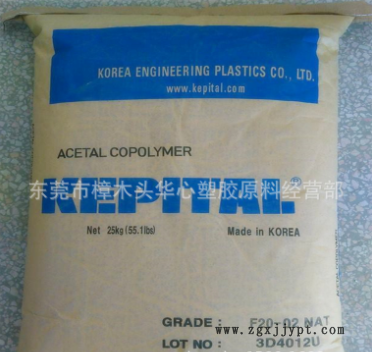 KOREA ENGINEERING PLASTICS CO., LTD.
www.kepital.com
ACETAL COPOLYMER
东莞市樟木头华心塑胶原料经营部
KEPITAL®
Net 25kg (55.1lbs) Made in KOREA
GRADE : F20-02 NAT
LOT NO : 3D4012U
www.zgxjjypt.com